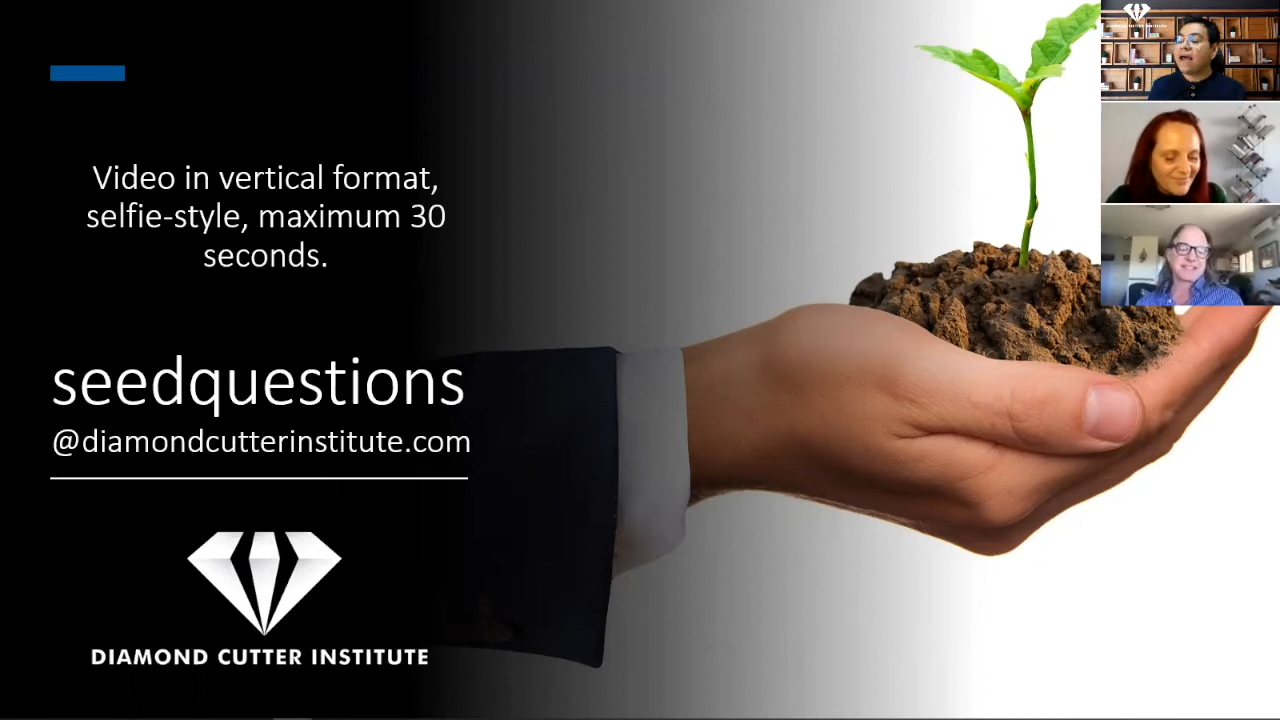 Video in vertical format,
selfie-style, maximum 30
seconds.
seedquestions
@diamondcutterinstitute.com
DIAMOND CUTTER INSTITUTE